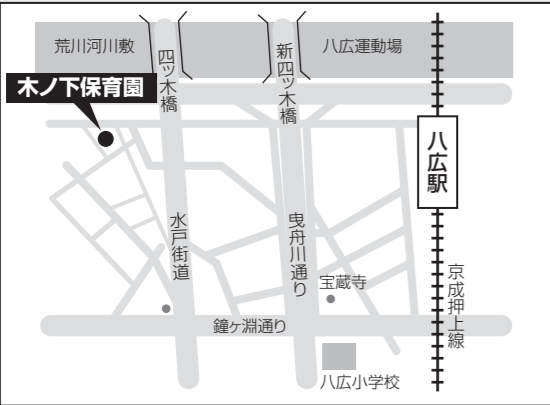 荒川河川敷
四ツ木橋
新四ツ木橋
八広運動場
木ノ下保育園
八広駅
水戸街道
曳舟川通り
宝蔵寺
京成押上線
鐘ヶ淵通り
八広小学校